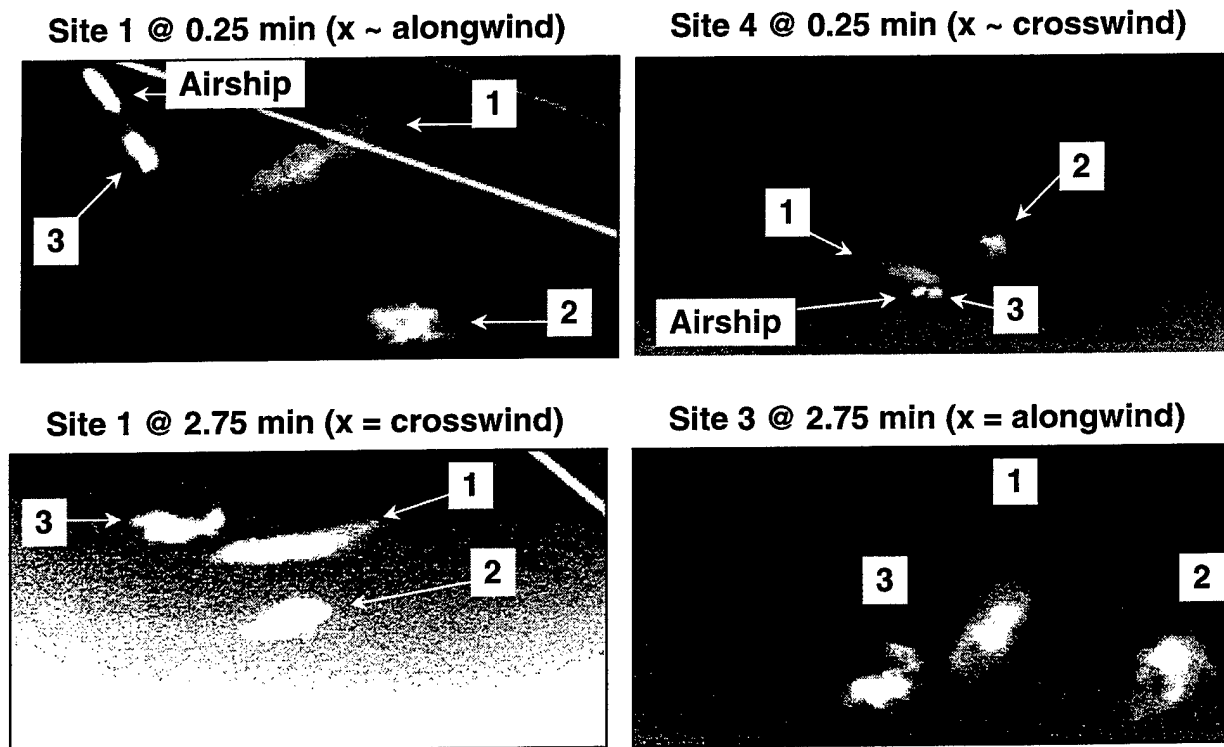 Site 1 @ 0.25 min (x ~ alongwind)
Airship
1
3
2
Site 4 @ 0.25 min (x ~ crosswind)
2
1
Airship
3
Site 1 @ 2.75 min (x = crosswind)
3
1
2
Site 3 @ 2.75 min (x = alongwind)
1
3
2